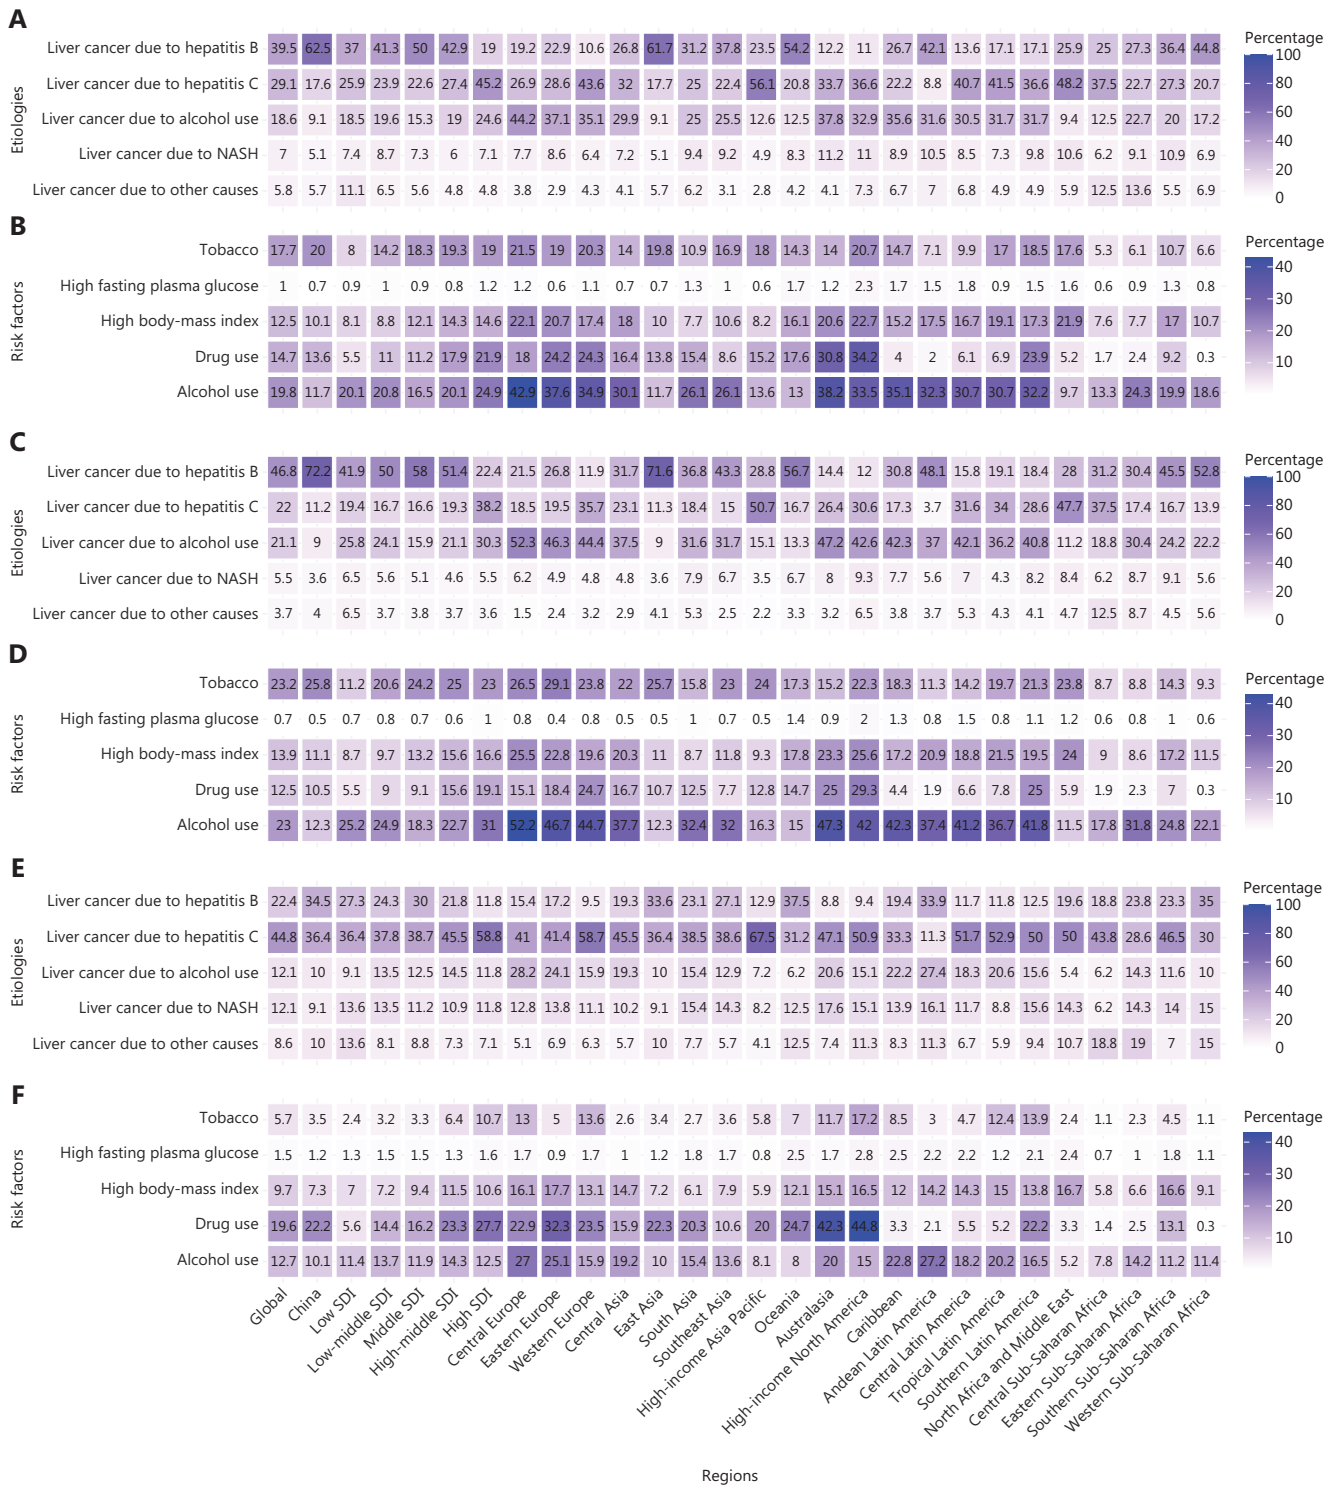 A
Liver cancer due to hepatitis B 39.5 62.5 37 41.3 50 42.9 19 19.2 22.9 10.6 26.8 61.7 31.2 37.8 23.5 54.2 12.2 11 26.7 42.1 13.6 17.1 17.1 25.9 25 27.3 36.4 44.8
Liver cancer due to hepatitis C 29.1 17.6 25.9 23.9 22.6 27.4 45.2 26.9 28.6 43.6 32 17.7 25 22.4 56.1 20.8 33.7 36.6 22.2 8.8 40.7 41.5 36.6 48.2 37.5 22.7 27.3 20.7
Liver cancer due to alcohol use 18.6 9.1 18.5 19.6 15.3 19 24.6 44.2 37.1 35.1 29.9 9.1 25 25.5 12.6 12.5 37.8 32.9 35.6 31.6 30.5 31.7 31.7 9.4 12.5 22.7 20 17.2
Liver cancer due to NASH 7 5.1 7.4 8.7 7.3 6 7.1 7.7 8.6 6.4 7.2 5.1 9.4 9.2 4.9 8.3 11.2 11 8.9 10.5 8.5 7.3 9.8 10.6 6.2 9.1 10.9 6.9
Liver cancer due to other causes 5.8 5.7 11.1 6.5 5.6 4.8 4.8 3.8 2.9 4.3 4.1 5.7 6.2 3.1 2.8 4.2 4.1 7.3 6.7 7 6.8 4.9 4.9 5.9 12.5 13.6 5.5 6.9
Etiologies
Percentage
100
80
60
40
20
0
B
Tobacco 17.7 20 8 14.2 18.3 19.3 19 21.5 19 20.3 14 19.8 10.9 16.9 18 14.3 14 20.7 14.7 7.1 9.9 17 18.5 17.6 5.3 6.1 10.7 6.6
High fasting plasma glucose 1 0.7 0.9 1 0.9 0.8 1.2 1.2 0.6 1.1 0.7 0.7 1.3 1 0.6 1.7 1.2 2.3 1.7 1.5 1.8 0.9 1.5 1.6 0.6 0.9 1.3 0.8
High body-mass index 12.5 10.1 8.1 8.8 12.1 14.3 14.6 22.1 20.7 17.4 18 10 7.7 10.6 8.2 16.1 20.6 22.7 15.2 17.5 16.7 19.1 17.3 21.9 7.6 7.7 17 10.7
Drug use 14.7 13.6 5.5 11 11.2 17.9 21.9 18 24.2 24.3 16.4 13.8 15.4 8.6 15.2 17.6 30.8 34.2 4 2 6.1 6.9 23.9 5.2 1.7 2.4 9.2 0.3
Alcohol use 19.8 11.7 20.1 20.8 16.5 20.1 24.9 42.9 37.6 34.9 30.1 11.7 26.1 26.1 13.6 13 38.2 33.5 35.1 32.3 30.7 30.7 32.2 9.7 13.3 24.3 19.9 18.6
Risk factors
Percentage
40
30
20
10
C
Liver cancer due to hepatitis B 46.8 72.2 41.9 50 58 51.4 22.4 21.5 26.8 11.9 31.7 71.6 36.8 43.3 28.8 56.7 14.4 12 30.8 48.1 15.8 19.1 18.4 28 31.2 30.4 45.5 52.8
Liver cancer due to hepatitis C 22 11.2 19.4 16.7 16.6 19.3 38.2 18.5 19.5 35.7 23.1 11.3 18.4 15 50.7 16.7 26.4 30.6 17.3 3.7 31.6 34 28.6 47.7 37.5 17.4 16.7 13.9
Liver cancer due to alcohol use 21.1 9 25.8 24.1 15.9 21.1 30.3 52.3 46.3 44.4 37.5 9 31.6 31.7 15.1 13.3 47.2 42.6 42.3 37 42.1 36.2 40.8 11.2 18.8 30.4 24.2 22.2
Liver cancer due to NASH 5.5 3.6 6.5 5.6 5.1 4.6 5.5 6.2 4.9 4.8 4.8 3.6 7.9 6.7 3.5 6.7 8 9.3 7.7 5.6 7 4.3 8.2 8.4 6.2 8.7 9.1 5.6
Liver cancer due to other causes 3.7 4 6.5 3.7 3.8 3.7 3.6 1.5 2.4 3.2 2.9 4.1 5.3 2.5 2.2 3.3 3.2 6.5 3.8 3.7 5.3 4.3 4.1 4.7 12.5 8.7 4.5 5.6
Etiologies
Percentage
100
80
60
40
20
0
D
Tobacco 23.2 25.8 11.2 20.6 24.2 25 23 26.5 29.1 23.8 22 25.7 15.8 23 24 17.3 15.2 22.3 18.3 11.3 14.2 19.7 21.3 23.8 8.7 8.8 14.3 9.3
High fasting plasma glucose 0.7 0.5 0.7 0.8 0.7 0.6 1 0.8 0.4 0.8 0.5 0.5 1 0.7 0.5 1.4 0.9 2 1.3 0.8 1.5 0.8 1.1 1.2 0.6 0.8 1 0.6
High body-mass index 13.9 11.1 8.7 9.7 13.2 15.6 16.6 25.5 22.8 19.6 20.3 11 8.7 11.8 9.3 17.8 23.3 25.6 17.2 20.9 18.8 21.5 19.5 24 9 8.6 17.2 11.5
Drug use 12.5 10.5 5.5 9 9.1 15.6 19.1 15.1 18.4 24.7 16.7 10.7 12.5 7.7 12.8 14.7 25 29.3 4.4 1.9 6.6 7.8 25 5.9 1.9 2.3 7 0.3
Alcohol use 23 12.3 25.2 24.9 18.3 22.7 31 52.2 46.7 44.7 37.7 12.3 32.4 32 16.3 15 47.3 42 42.3 37.4 41.2 36.7 41.8 11.5 17.8 31.8 24.8 22.1
Risk factors
Percentage
40
30
20
10
E
Liver cancer due to hepatitis B 22.4 34.5 27.3 24.3 30 21.8 11.8 15.4 17.2 9.5 19.3 33.6 23.1 27.1 12.9 37.5 8.8 9.4 19.4 33.9 11.7 11.8 12.5 19.6 18.8 23.8 23.3 35
Liver cancer due to hepatitis C 44.8 36.4 36.4 37.8 38.7 45.5 58.8 41 41.4 58.7 45.5 36.4 38.5 38.6 67.5 31.2 47.1 50.9 33.3 11.3 51.7 52.9 50 50 43.8 28.6 46.5 30
Liver cancer due to alcohol use 12.1 10 9.1 13.5 12.5 14.5 11.8 28.2 24.1 15.9 19.3 10 15.4 12.9 7.2 6.2 20.6 15.1 22.2 27.4 18.3 20.6 15.6 5.4 6.2 14.3 11.6 10
Liver cancer due to NASH 12.1 9.1 13.6 13.5 11.2 10.9 11.8 12.8 13.8 11.1 10.2 9.1 15.4 14.3 8.2 12.5 17.6 15.1 13.9 16.1 11.7 8.8 15.6 14.3 6.2 14.3 14 15
Liver cancer due to other causes 8.6 10 13.6 8.1 8.8 7.3 7.1 5.1 6.9 6.3 5.7 10 7.7 5.7 4.1 12.5 7.4 11.3 8.3 11.3 6.7 5.9 9.4 10.7 18.8 19 7 15
Etiologies
Percentage
100
80
60
40
20
0
F
Tobacco 5.7 3.5 2.4 3.2 3.3 6.4 10.7 13 5 13.6 2.6 3.4 2.7 3.6 5.8 7 11.7 17.2 8.5 3 4.7 12.4 13.9 2.4 1.1 2.3 4.5 1.1
High fasting plasma glucose 1.5 1.2 1.3 1.5 1.5 1.3 1.6 1.7 0.9 1.7 1 1.2 1.8 1.7 0.8 2.5 1.7 2.8 2.5 2.2 2.2 1.2 2.1 2.4 0.7 1 1.8 1.1
High body-mass index 9.7 7.3 7 7.2 9.4 11.5 10.6 16.1 17.7 13.1 14.7 7.2 6.1 7.9 5.9 12.1 15.1 16.5 12 14.2 14.3 15 13.8 16.7 5.8 6.6 16.6 9.1
Drug use 19.6 22.2 5.6 14.4 16.2 23.3 27.7 22.9 32.3 23.5 15.9 22.3 20.3 10.6 20 24.7 42.3 44.8 3.3 2.1 5.5 5.2 22.2 3.3 1.4 2.5 13.1 0.3
Alcohol use 12.7 10.1 11.4 13.7 11.9 14.3 12.5 27 25.1 15.9 19.2 10 15.4 13.6 8.1 8 20 15 22.8 27.2 18.2 20.2 16.5 5.2 7.8 14.2 11.2 11.4
Risk factors
Percentage
40
30
20
10
Global
China
Low SDI
Low-middle SDI
Middle SDI
High-middle SDI
High SDI
Central Europe
Eastern Europe
Western Europe
Central Asia
East Asia
South Asia
Southeast Asia
High-income Asia Pacific
Oceania
Australasia
High-income North America
Caribbean
Andean Latin America
Central Latin America
Tropical Latin America
Southern Latin America
North Africa and Middle East
Central Sub-Saharan Africa
Eastern Sub-Saharan Africa
Southern Sub-Saharan Africa
Western Sub-Saharan Africa
Regions